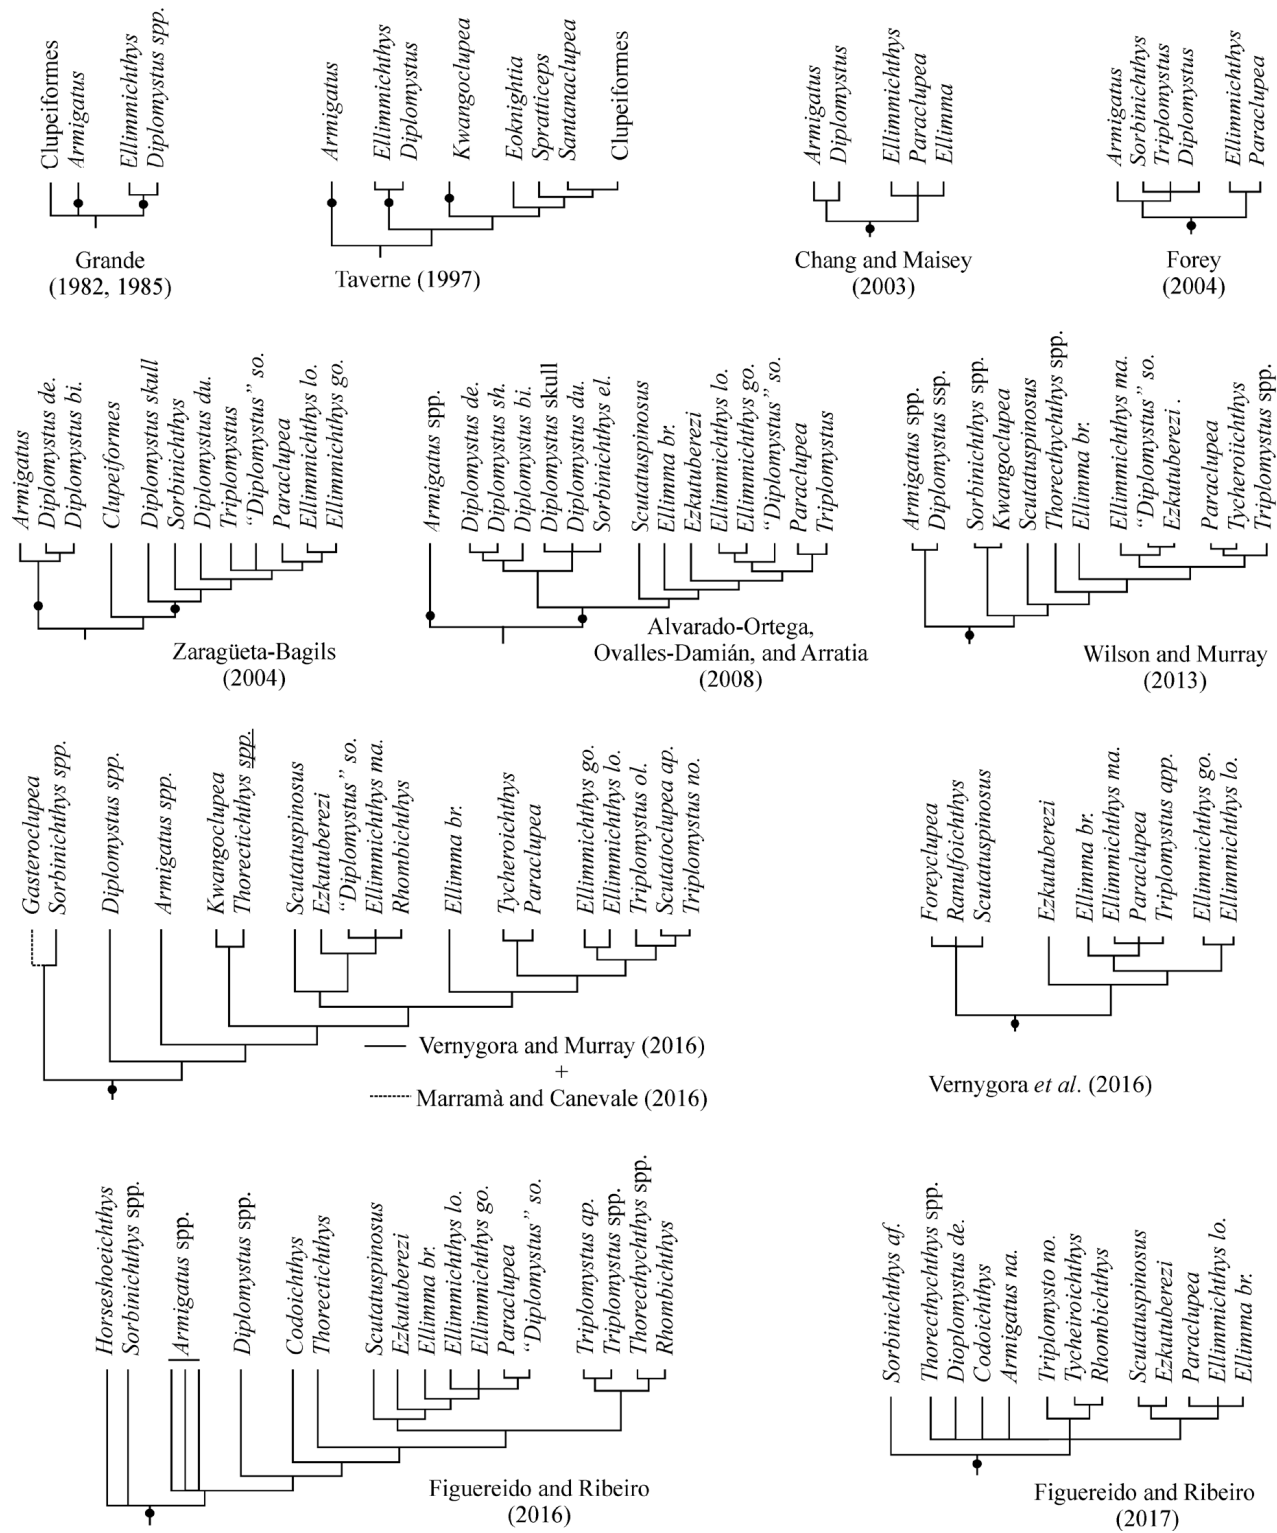 Clupeiformes
Armigatus
Ellimmichthys
Diplomystus spp.
Grande
(1982, 1985)
Armigatus
Ellimmichthys
Diplomystus
Kwangoclupea
Eoknightia
Spratticeps
Santanaclupea
Clupeiformes
Taverne (1997)
Armigatus
Diplomystus
Ellimmichthys
Paraclupea
Ellimma
Chang and Maisey
(2003)
Armigatus
Sorbinichthys
Triplomystus
Diplomystus
Ellimmichthys
Paraclupea
Forey
(2004)
Armigatus
Diplomystus de.
Diplomystus bi.
Clupeiformes
Diplomystus skull
Sorbinichthys
Diplomystus du.
Triplomystus
“Diplomystus” so.
Paraclupea
Ellimmichthys lo.
Ellimmichthys go.
Zaragüeta-Bagils
(2004)
Armigatus spp.
Diplomystus de.
Diplomystus sh.
Diplomystus bi.
Diplomystus skull
Diplomystus du.
Sorbinichthys el.
Scutatuspinosus
Ellimma br.
Ezkutuberezi
Ellimmichthys lo.
Ellimmichthys go.
“Diplomystus” so.
Paraclupea
Triplomystus
Alvarado-Ortega,
Ovalles-Damián, and Arratia
(2008)
Armigatus spp.
Diplomystus ssp.
Sorbinichthys spp.
Kwangoclupea
Scutatuspinosus
Thorecthychthys spp.
Ellimma br.
Ellimmichthys ma.
“Diplomystus” so.
Ezkutuberezi .
Paraclupea
Tycheroiichthys
Triplomystus spp.
Wilson and Murray
(2013)
Gasteroclupea
Sorbinichthys spp.
Diplomystus spp.
Armigatus spp.
Kwangoclupea
Thorectichthys spp.
Scutatuspinosus
Ezkutuberezi
“Diplomystus” so.
Ellimmichthys ma.
Rhombichthys
Ellimma br.
Tycheroichthys
Paraclupea
Ellimmichthys go.
Ellimmichthys lo.
Triplomystus ol.
Scutatoclupea ap.
Triplomystus no.
Vernygora and Murray (2016)
+
Marramà and Canevale (2016)
Foreyclupea
Ranulfoichthys
Scutatuspinosus
Ezkutuberezi
Ellimma br.
Ellimmichthys ma.
Paraclupea
Triplomystus app.
Ellimmichthys go.
Ellimmichthys lo.
Vernygora et al. (2016)
Horseshoeichthys
Sorbinichthys spp.
Armigatus spp.
Diplomystus spp.
Codoichthys
Thorectichthys
Scutatuspinosus
Ezkutuberezi
Ellimma br.
Ellimmichthys lo.
Ellimmichthys go.
Paraclupea
“Diplomystus” so.
Triplomystus ap.
Triplomystus spp.
Thorecthychthys spp.
Rhombichthys
Figuereido and Ribeiro
(2016)
Sorbinichthys af.
Thorecthychthys spp.
Dioplomystus de.
Codoichthys
Armigatus na.
Triplomysto no.
Tycheiroichthys
Rhombichthys
Scutatuspinosus
Ezkutuberezi
Paraclupea
Ellimmichthys lo.
Ellimma br.
Figuereido and Ribeiro
(2017)